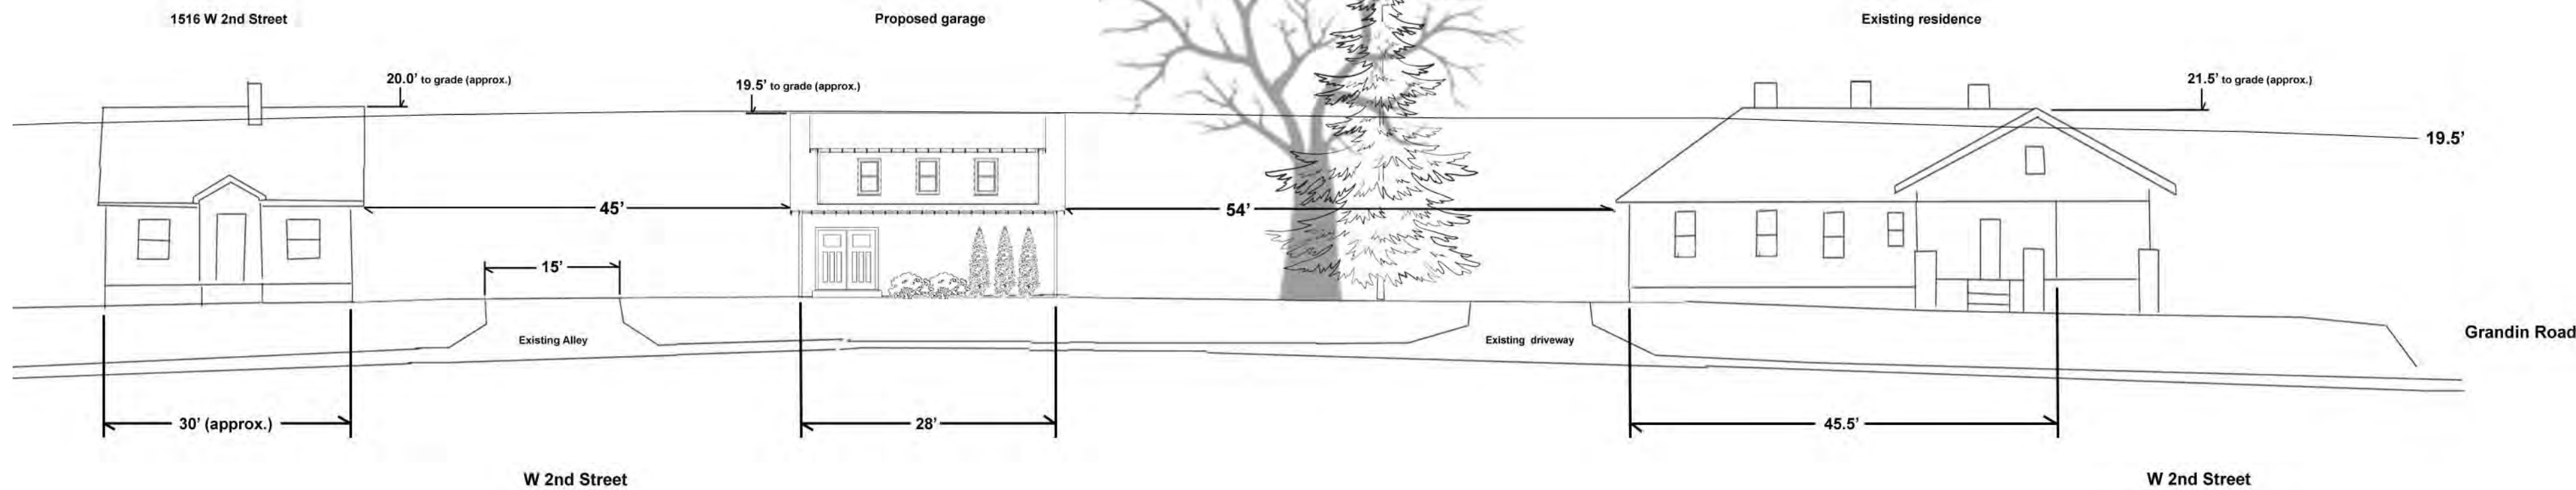 1516 W 2nd Street
Proposed garage
Existing residence
20.0' to grade (approx.)
19.5' to grade (approx.)
21.5' to grade (approx.)
19.5'
45'
54'
15'
Existing Alley
Existing driveway
Grandin Road
30' (approx.)
28'
45.5'
W 2nd Street
W 2nd Street